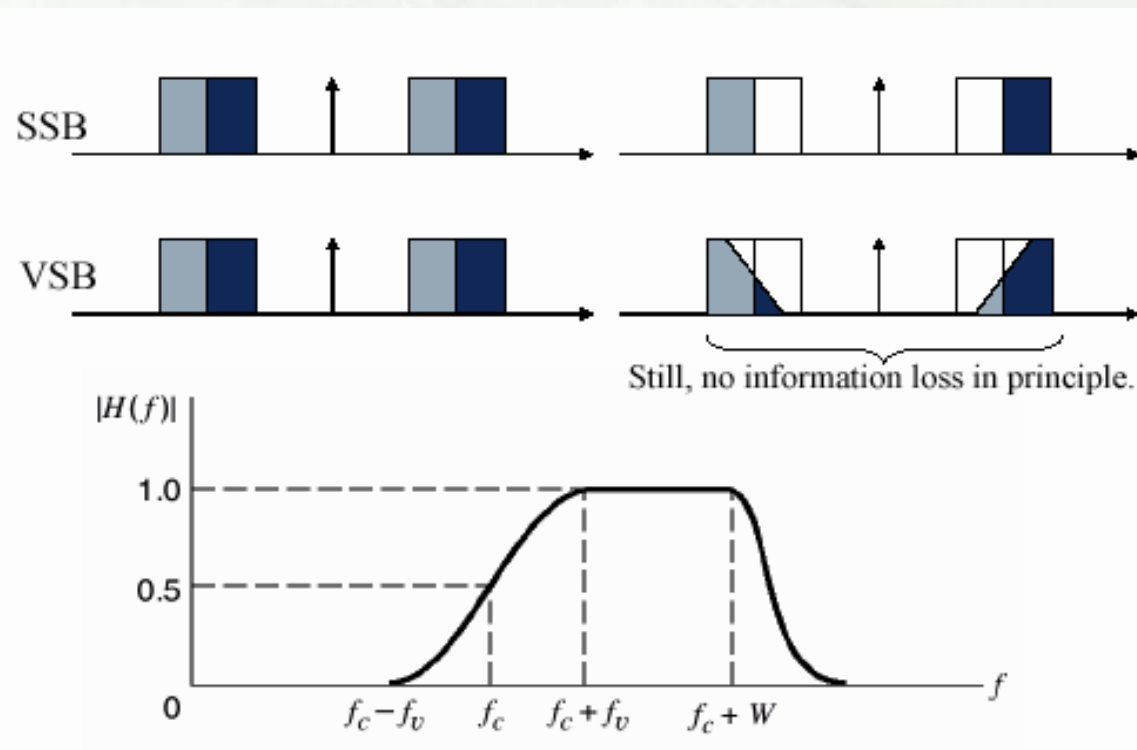 SSB
VSB
Still, no information loss in principle.
|H(f)|
1.0
0.5
0
f_c − f_v
f_c
f_c + f_v
f_c + W
f